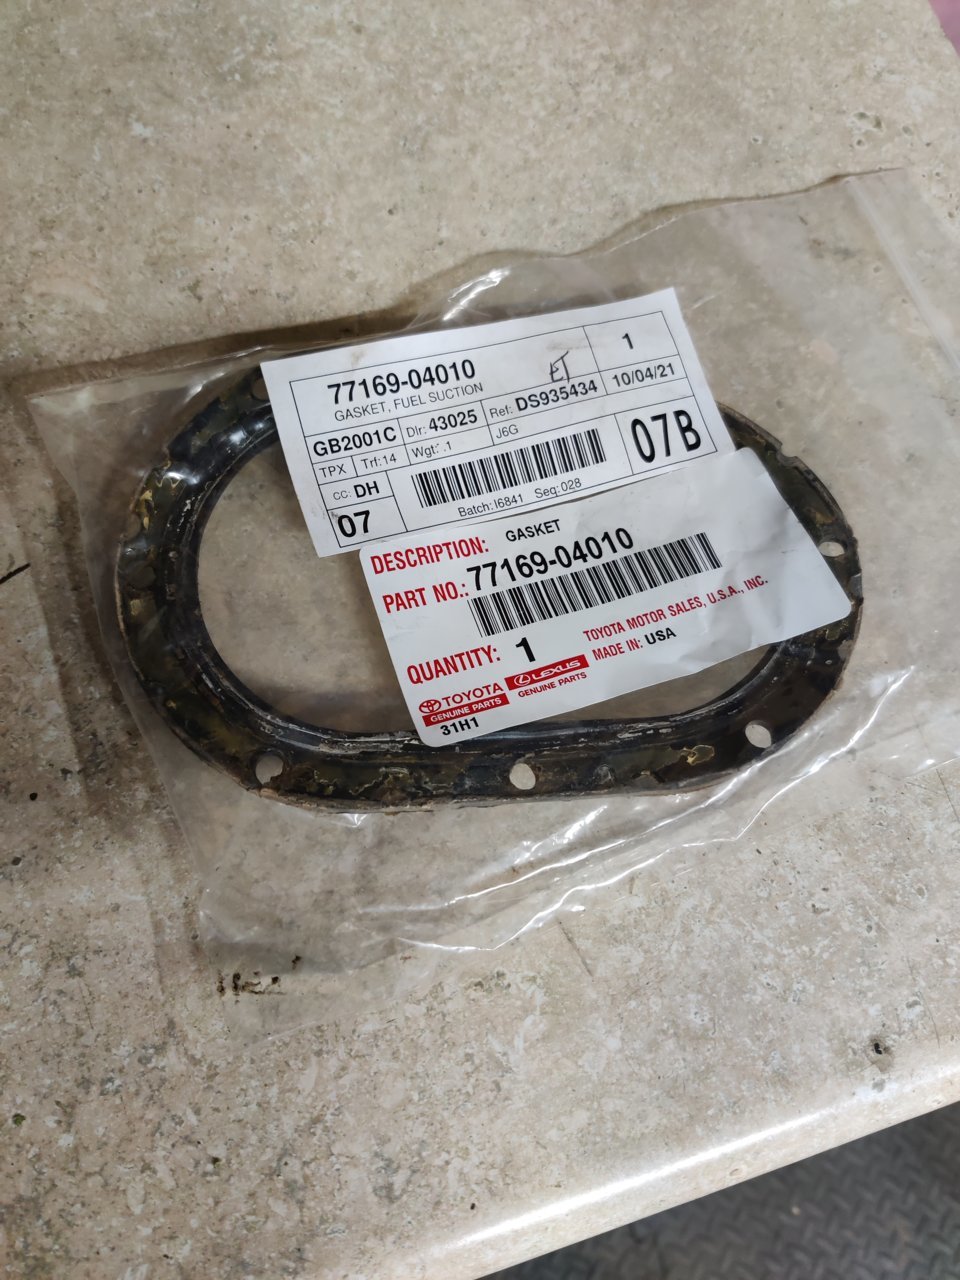 77169-04010
GASKET, FUEL SUCTION
ET
1
GB2001C
Dlr: 43025
Ref: DS935434
10/04/21
TPX
Trf: 14
Wgt: .1
J6G
07B
CC: DH
07
Batch: I6841 Seq: 028
DESCRIPTION: GASKET
PART NO.: 77169-04010
QUANTITY: 1
TOYOTA MOTOR SALES, U.S.A., INC.
MADE IN: USA
TOYOTA
GENUINE PARTS
LEXUS
GENUINE PARTS
31H1